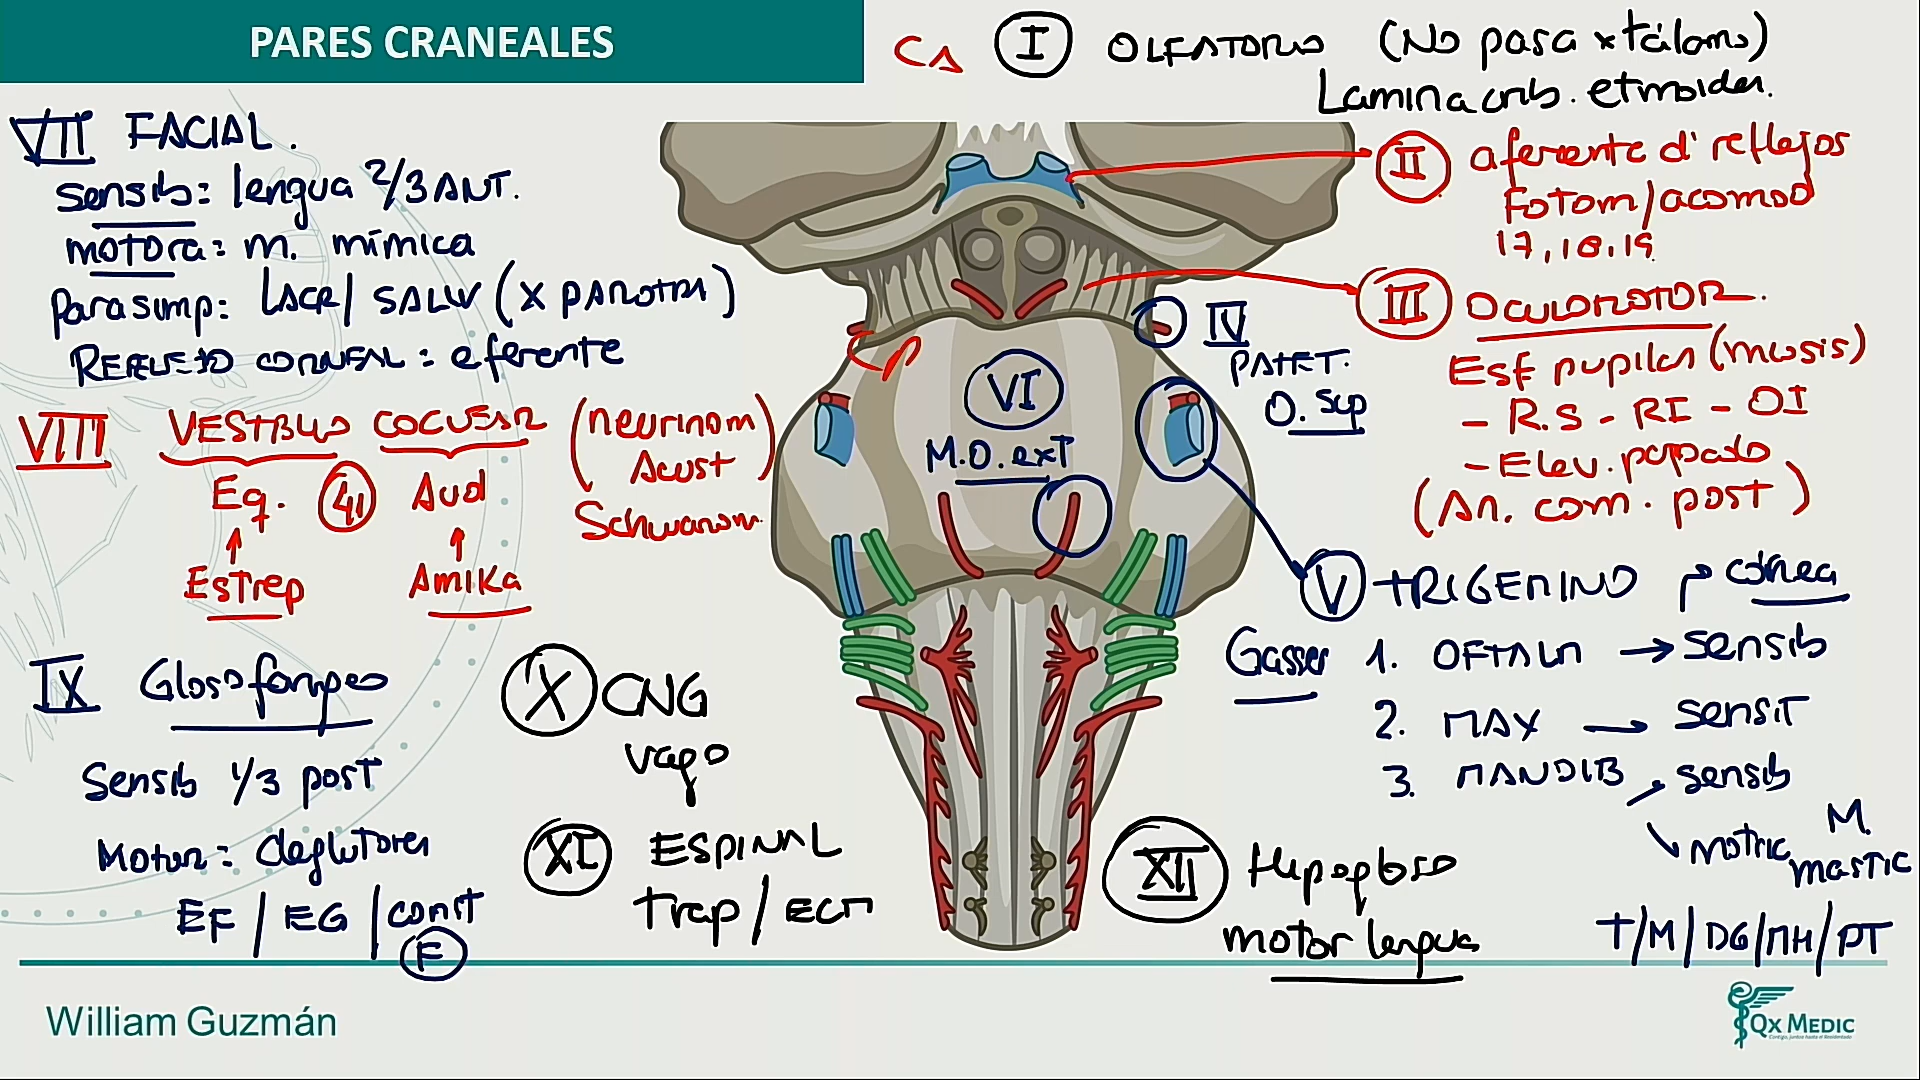 PARES CRANEALES
CA I OLFATORIO (No pasa x tálamo)
Lamina crib. etmoides.
VII FACIAL.
Sensib: lengua 2/3 ANT.
motora: m. mímica
Parasimp: LACR/ SALIV (X PAROTIDA)
REFLEJO CORNEAL: eferente
VIII VESTIBULO COCLEAR (neurinom
Acust
Schwanom.
Eq. 41 Aud
Estrep Amika
IX Glosofaríngeo
Sensib 1/3 post
Motor: deglutores
EF / EG / const
F
X CNG
vago
XI ESPINAL
Trap / ECM
XII Hipogloso
motor lengua
VI
M.O. ext
II aferente d' reflejos
Fotom/acomod
17, 18, 19
III OCULOMOTOR.
Esf pupilar (miosis)
- R.S - RI - OI
- Elev. parpado
(An. com. post)
IV
PATET.
O. Sup
V TRIGEMINO córnea
Gasser 1. OFTALM → sensib
2. MAX → sensit
3. MANDIB sensib
motric M.
mastic
T/M/DG/MH/PT
William Guzmán
Qx MEDIC